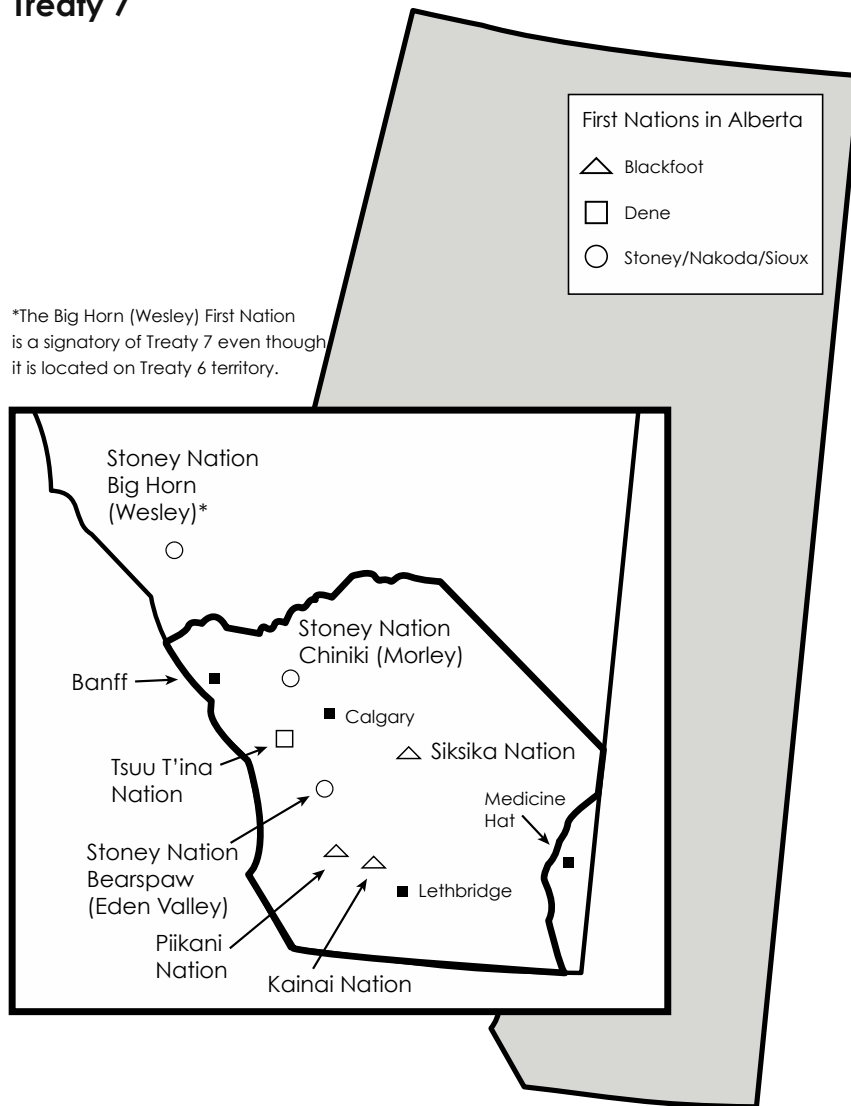 Treaty 7
First Nations in Alberta
Blackfoot
Dene
Stoney/Nakoda/Sioux
*The Big Horn (Wesley) First Nation
is a signatory of Treaty 7 even though
it is located on Treaty 6 territory.
Stoney Nation
Big Horn
(Wesley)*
Stoney Nation
Chiniki (Morley)
Banff
Calgary
Siksika Nation
Tsuu T'ina
Nation
Medicine
Hat
Stoney Nation
Bearspaw
(Eden Valley)
Lethbridge
Piikani
Nation
Kainai Nation